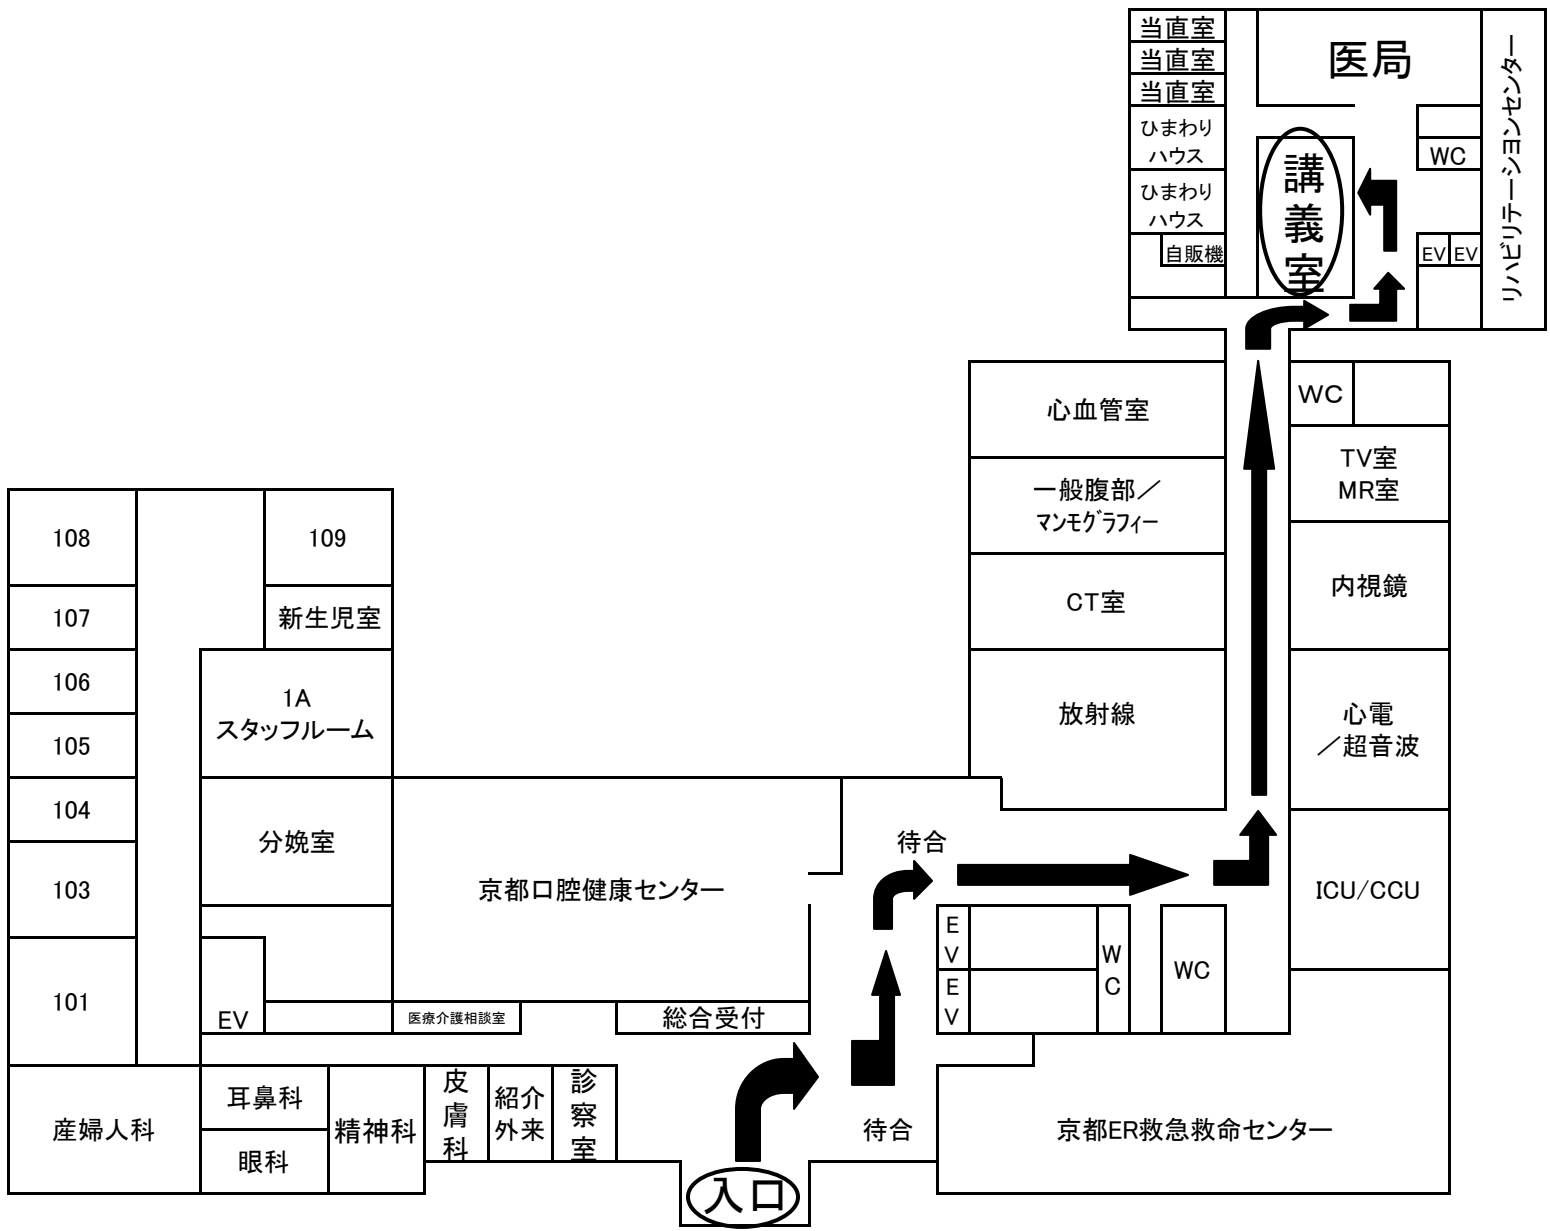 当直室
当直室
当直室
ひまわり
ハウス
ひまわり
ハウス
自販機
医局
講義室
WC
EV
EV
リハビリテーションセンター
心血管室
一般腹部／
マンモグラフィー
CT室
放射線
WC
TV室
MR室
内視鏡
心電
／超音波
ICU/CCU
108
109
107
新生児室
106
1A
スタッフルーム
105
104
分娩室
103
101
EV
京都口腔健康センター
医療介護相談室
総合受付
待合
EV
EV
WC
WC
産婦人科
耳鼻科
眼科
精神科
皮膚科
紹介
外来
診察室
待合
京都ER救急救命センター
入口